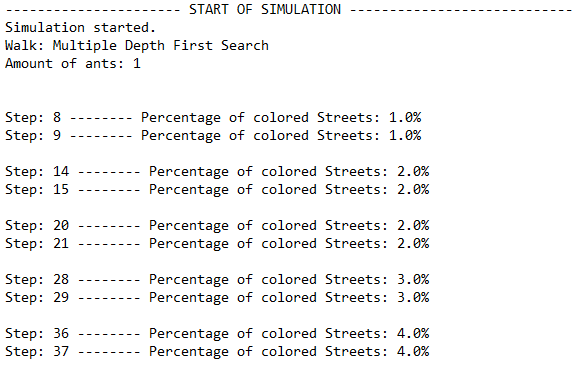 ---------------------- START OF SIMULATION ----------------------------
Simulation started.
Walk: Multiple Depth First Search
Amount of ants: 1
Step: 8 -------- Percentage of colored Streets: 1.0%
Step: 9 -------- Percentage of colored Streets: 1.0%
Step: 14 -------- Percentage of colored Streets: 2.0%
Step: 15 -------- Percentage of colored Streets: 2.0%
Step: 20 -------- Percentage of colored Streets: 2.0%
Step: 21 -------- Percentage of colored Streets: 2.0%
Step: 28 -------- Percentage of colored Streets: 3.0%
Step: 29 -------- Percentage of colored Streets: 3.0%
Step: 36 -------- Percentage of colored Streets: 4.0%
Step: 37 -------- Percentage of colored Streets: 4.0%